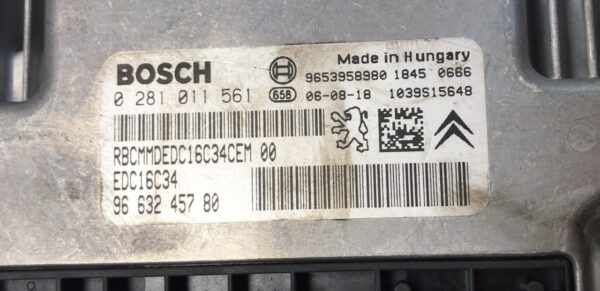 BOSCH
Made in Hungary
9653958980 1845 0666
0 281 011 561
658 06-08-18 1039S15648
RBCMMDEDC16C34CEM 00
EDC16C34
96 632 457 80